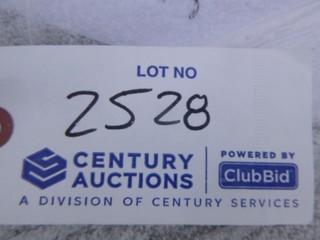 LOT NO
2528
CENTURY AUCTIONS
POWERED BY
ClubBid
A DIVISION OF CENTURY SERVICES